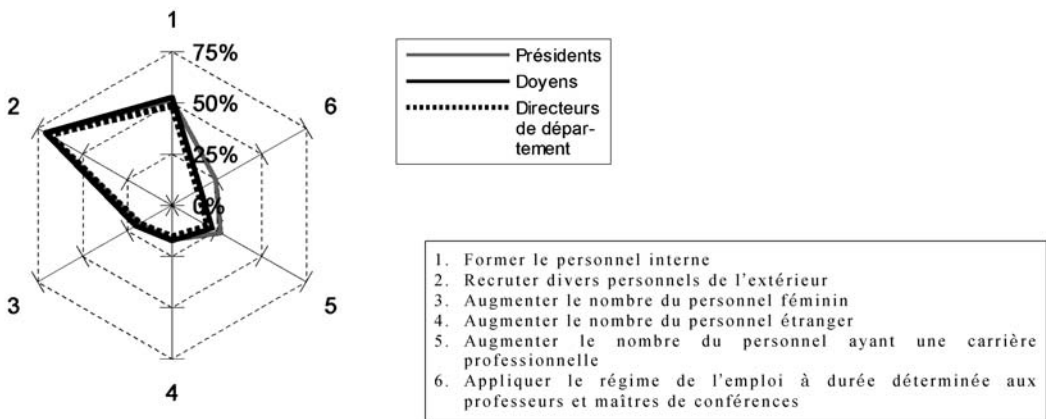 1
75%
2
50%
6
25%
0%
3
5
4
Présidents
Doyens
Directeurs
de dépar-
tement
1. Former le personnel interne
2. Recruter divers personnels de l'extérieur
3. Augmenter le nombre du personnel féminin
4. Augmenter le nombre du personnel étranger
5. Augmenter le nombre du personnel ayant une carrière
professionnelle
6. Appliquer le régime de l'emploi à durée déterminée aux
professeurs et maîtres de conférences